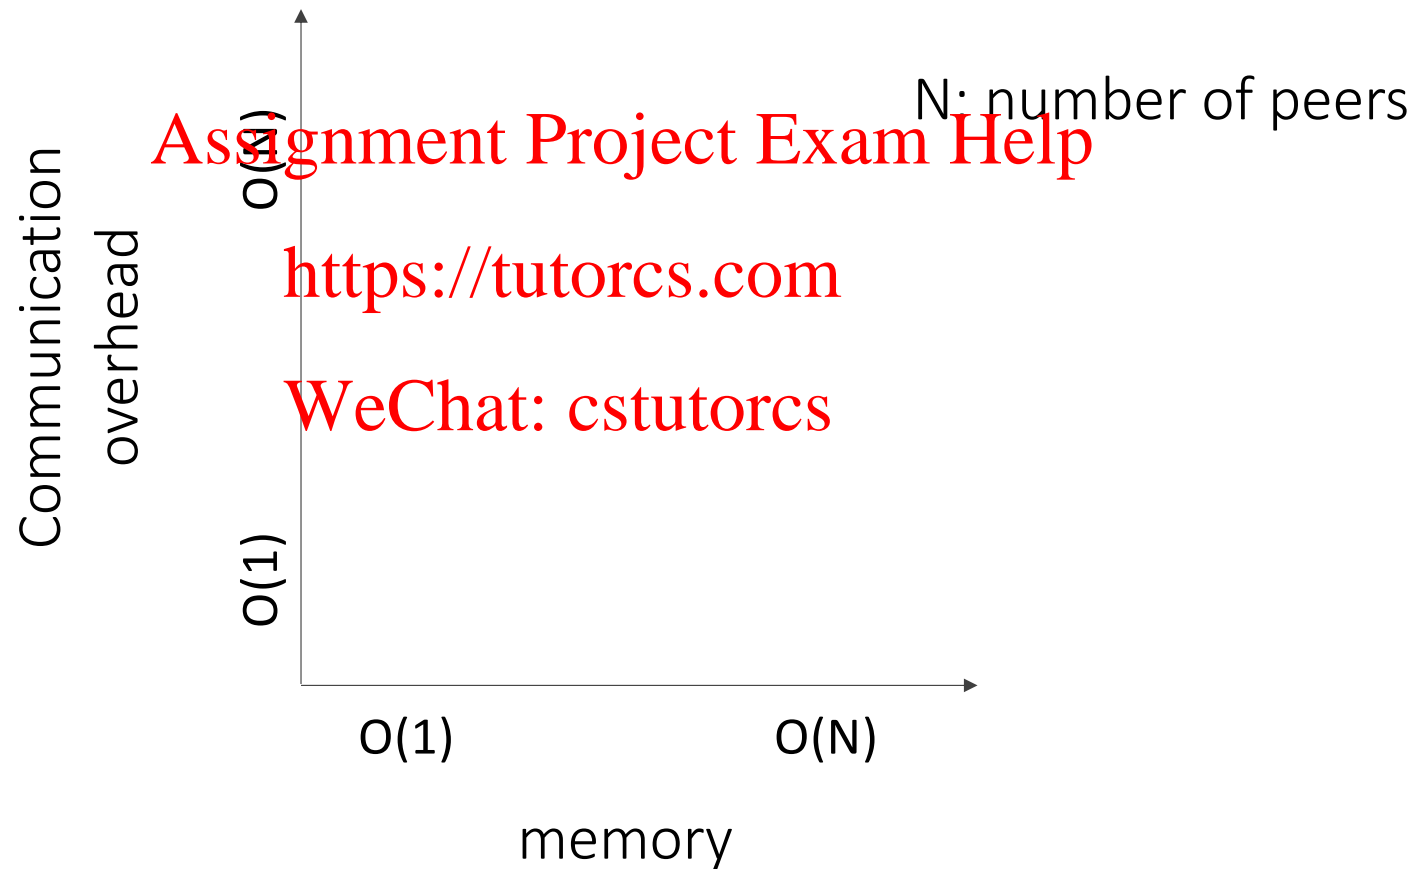 N: number of peers
Assignment Project Exam Help
O(N)
Communication
overhead
https://tutorcs.com
WeChat: cstutorcs
O(1)
O(1)
O(N)
memory